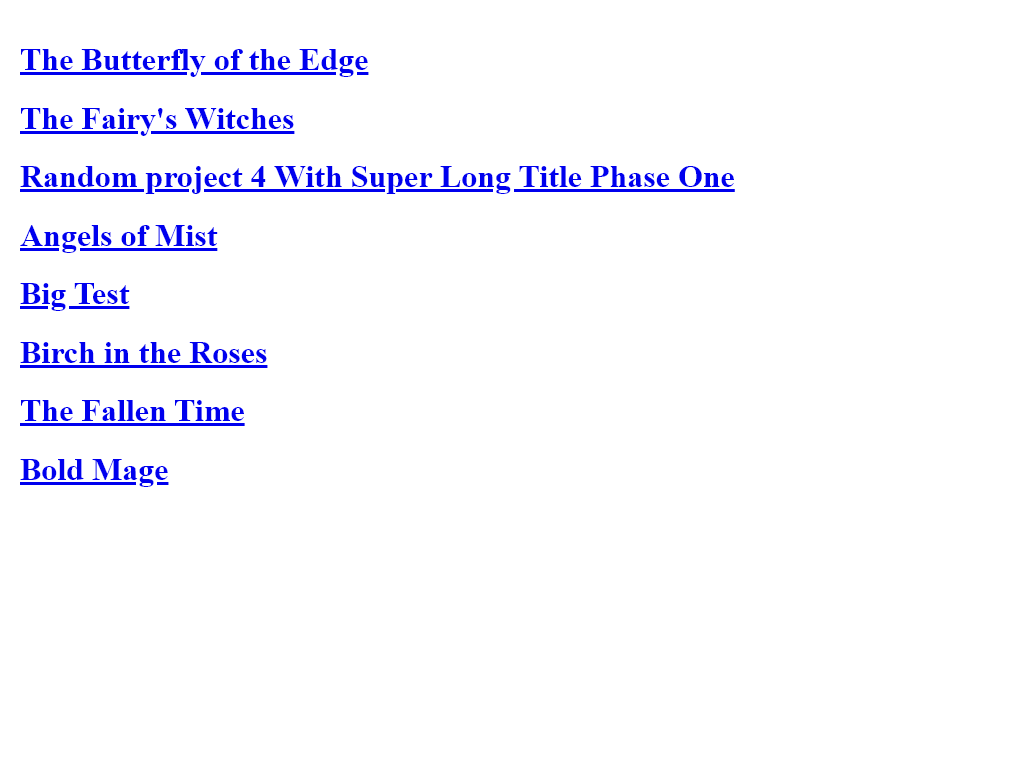 The Butterfly of the Edge
The Fairy's Witches
Random project 4 With Super Long Title Phase One
Angels of Mist
Big Test
Birch in the Roses
The Fallen Time
Bold Mage